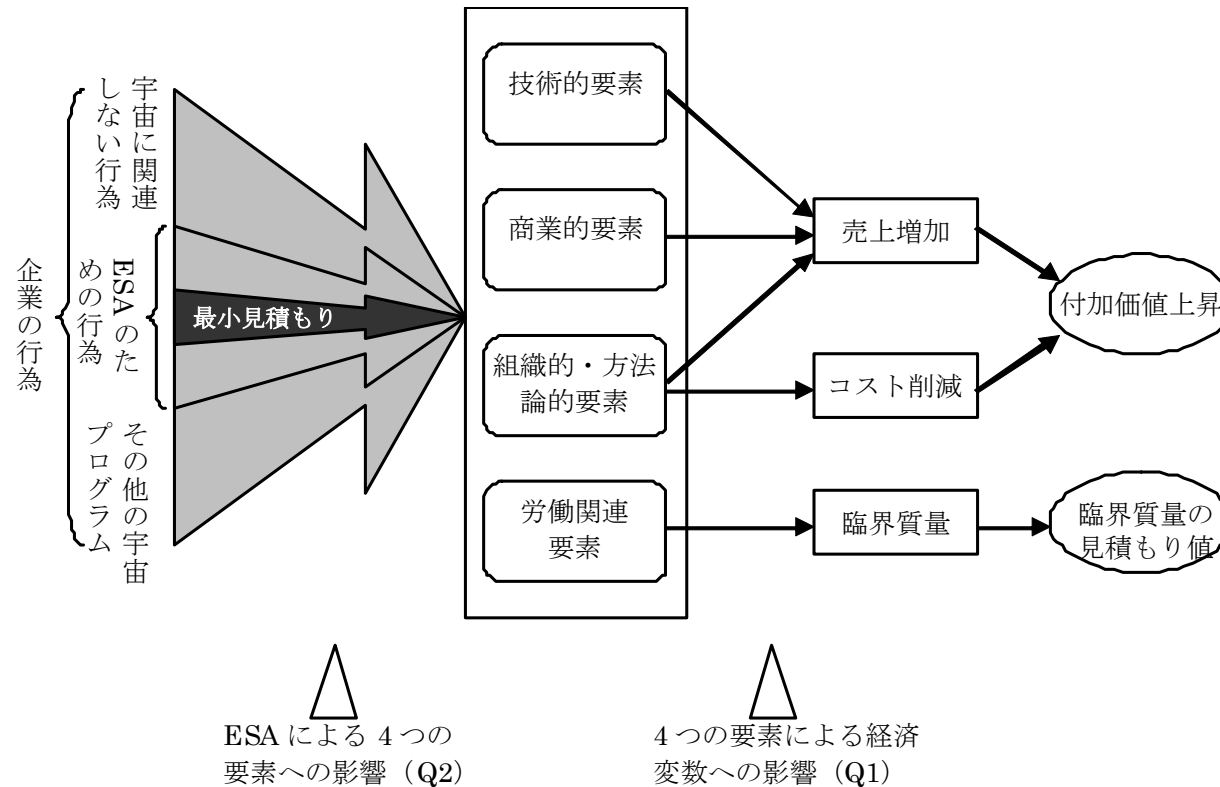 宇宙に関連
しない行為
ESAのた
めの行為
企業の行為
その他の宇宙
プログラム
最小見積もり
技術的要素
商業的要素
組織的・方法
論的要素
労働関連
要素
売上増加
コスト削減
臨界質量
付加価値上昇
臨界質量の
見積もり値
ESA による 4 つの
要素への影響（Q2）
4 つの要素による経済
変数への影響（Q1）